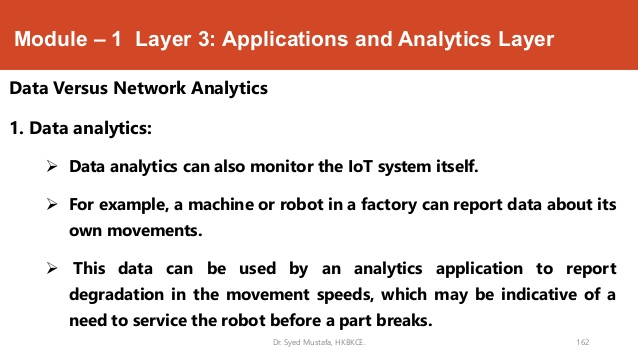 Module – 1 Layer 3: Applications and Analytics Layer
Data Versus Network Analytics
1. Data analytics:
➢ Data analytics can also monitor the IoT system itself.
➢ For example, a machine or robot in a factory can report data about its
own movements.
➢ This data can be used by an analytics application to report
degradation in the movement speeds, which may be indicative of a
need to service the robot before a part breaks.
Dr. Syed Mustafa, HKBKCE. 162